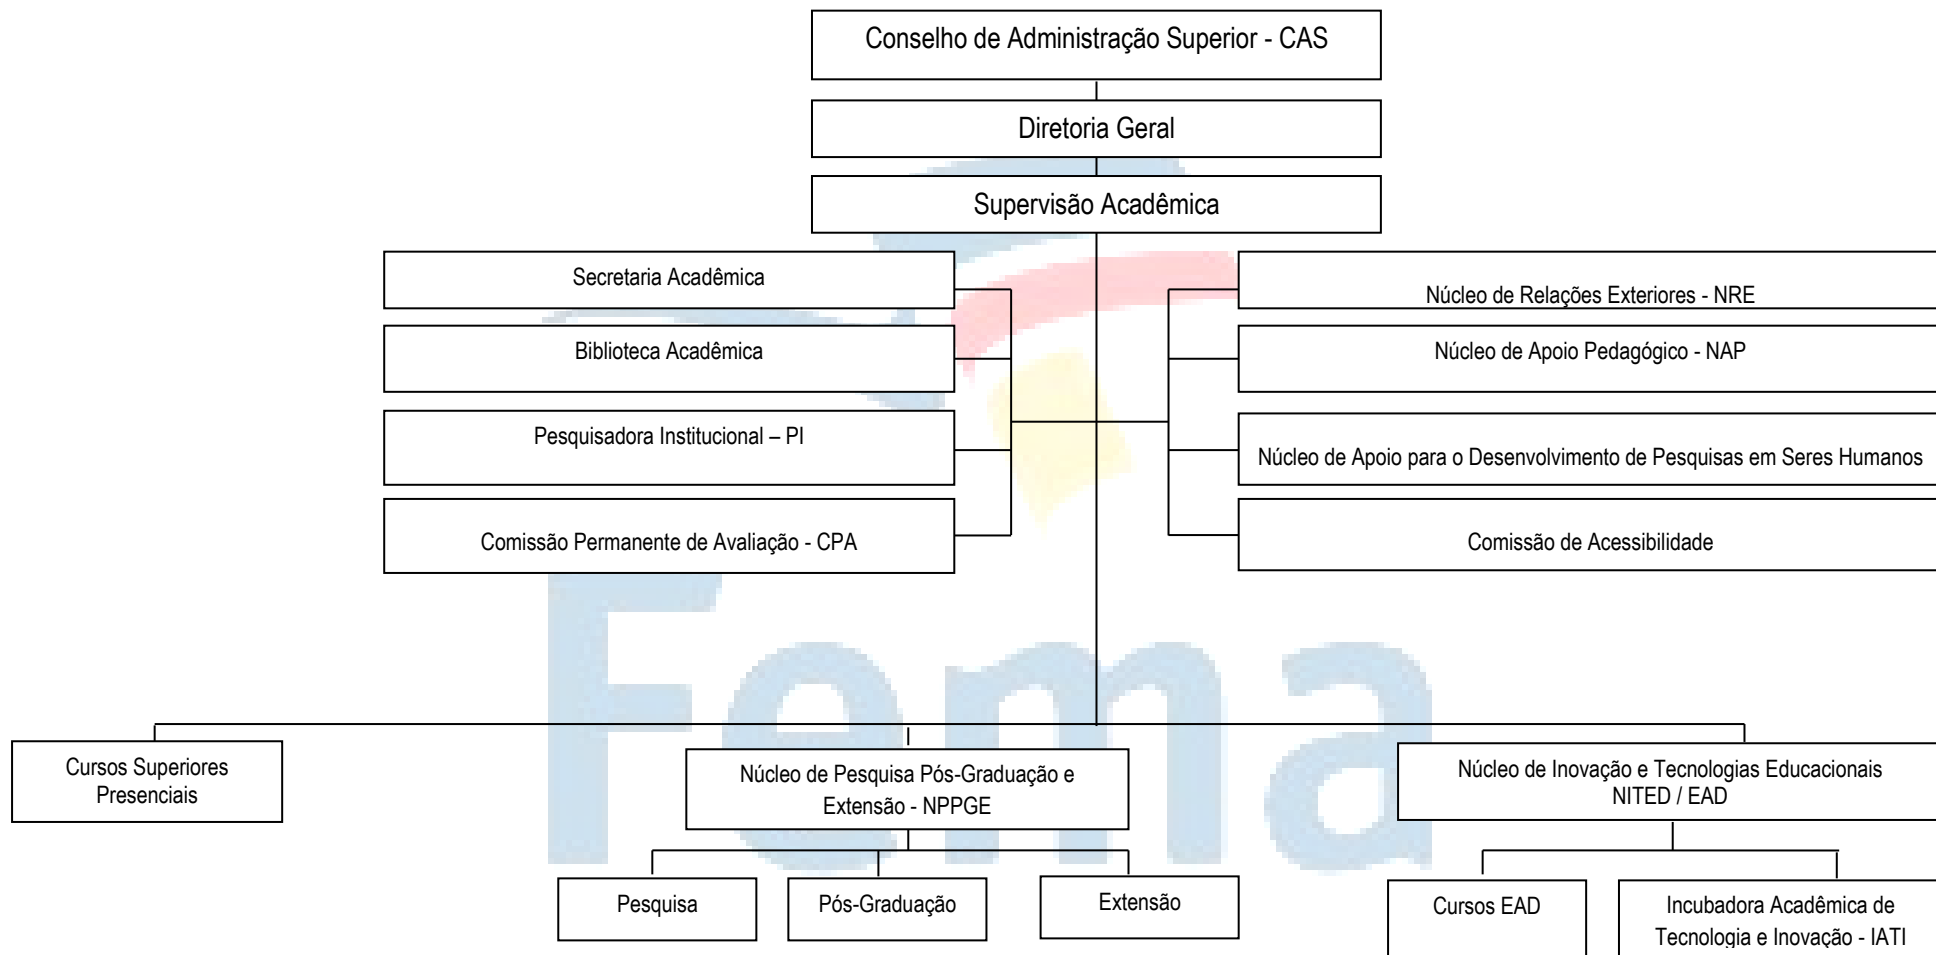 Conselho de Administração Superior - CAS
Diretoria Geral
Supervisão Acadêmica
Secretaria Acadêmica
Núcleo de Relações Exteriores - NRE
Biblioteca Acadêmica
Núcleo de Apoio Pedagógico - NAP
Pesquisadora Institucional – PI
Núcleo de Apoio para o Desenvolvimento de Pesquisas em Seres Humanos
Comissão Permanente de Avaliação - CPA
Comissão de Acessibilidade
Fema
Cursos Superiores
Presenciais
Núcleo de Pesquisa Pós-Graduação e
Extensão - NPPGE
Núcleo de Inovação e Tecnologias Educacionais
NITED / EAD
Pesquisa
Pós-Graduação
Extensão
Cursos EAD
Incubadora Acadêmica de
Tecnologia e Inovação - IATI